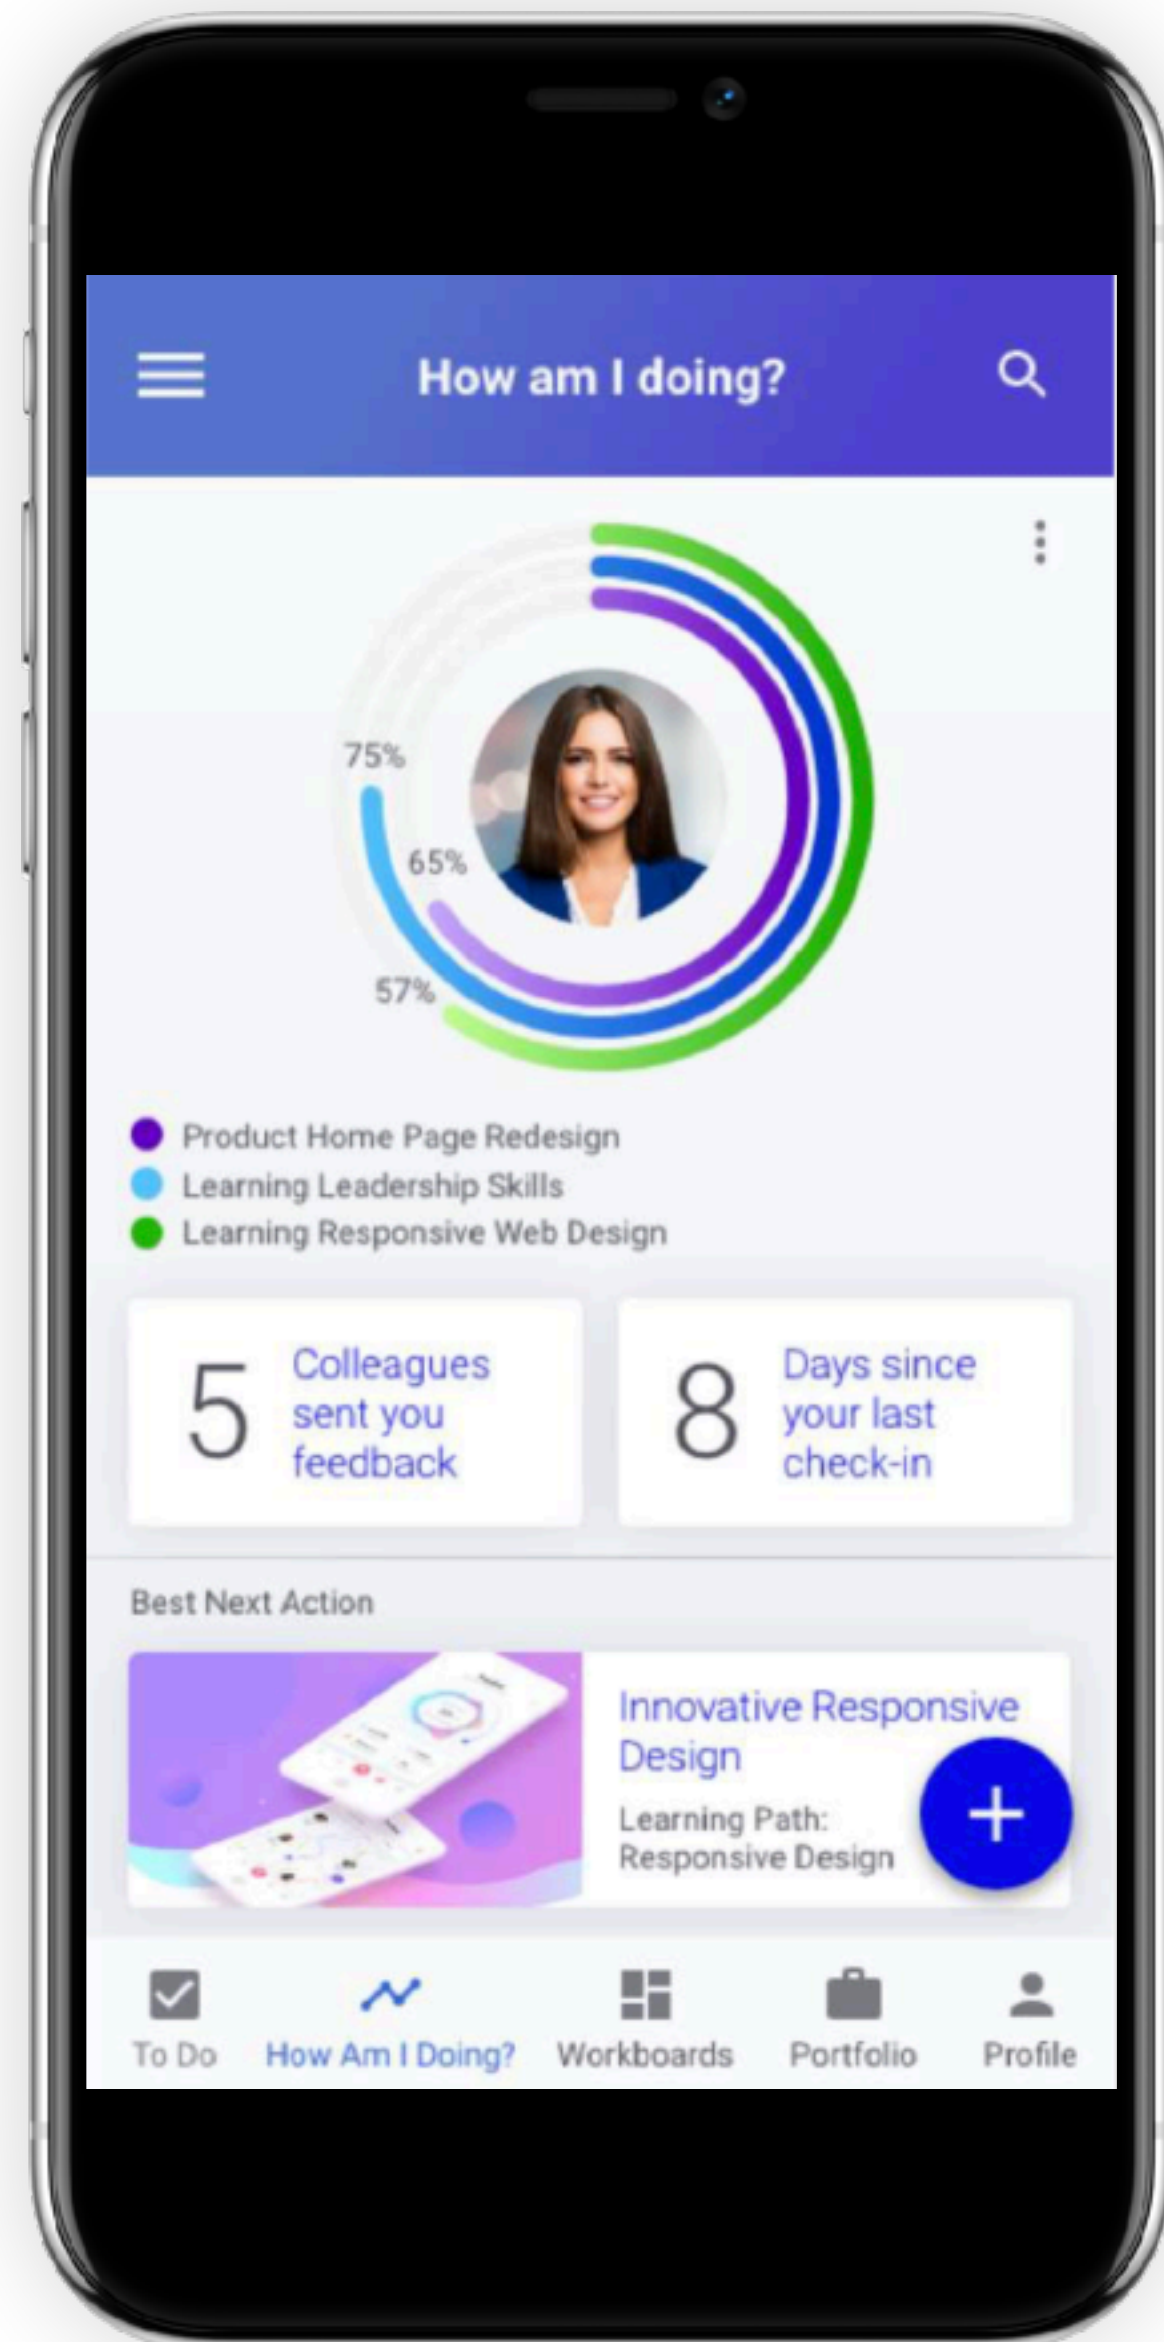 How am I doing?
75%
65%
57%
Product Home Page Redesign
Learning Leadership Skills
Learning Responsive Web Design
5
Colleagues
sent you
feedback
8
Days since
your last
check-in
Best Next Action
Innovative Responsive
Design
Learning Path:
Responsive Design
To Do
How Am I Doing?
Workboards
Portfolio
Profile